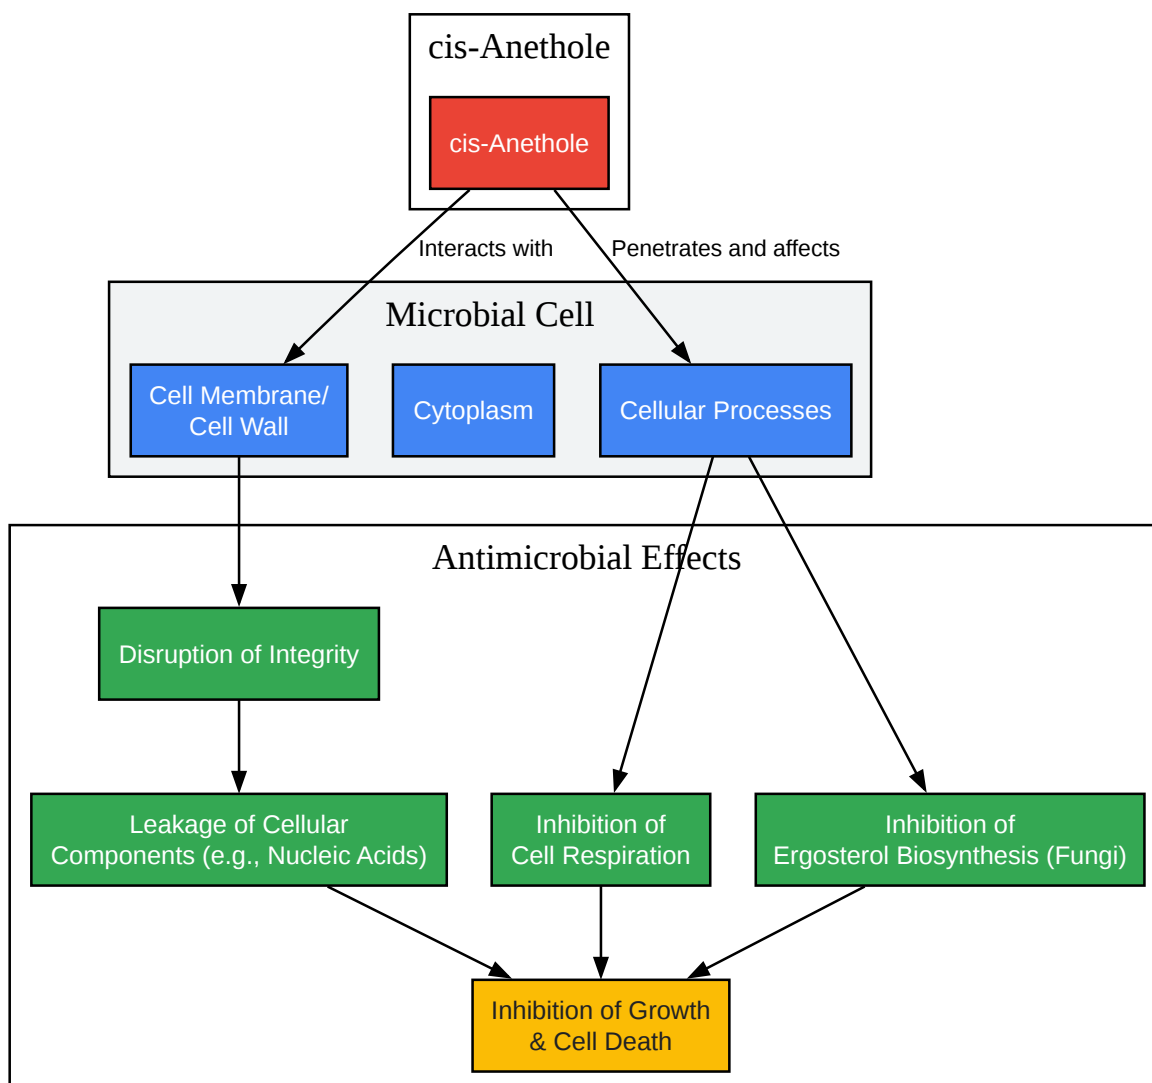 cis-Anethole
cis-Anethole
Interacts with
Penetrates and affects
Microbial Cell
Cell Membrane/
Cell Wall
Cytoplasm
Cellular Processes
Antimicrobial Effects
Disruption of Integrity
Leakage of Cellular
Components (e.g., Nucleic Acids)
Inhibition of
Cell Respiration
Inhibition of
Ergosterol Biosynthesis (Fungi)
Inhibition of Growth
& Cell Death